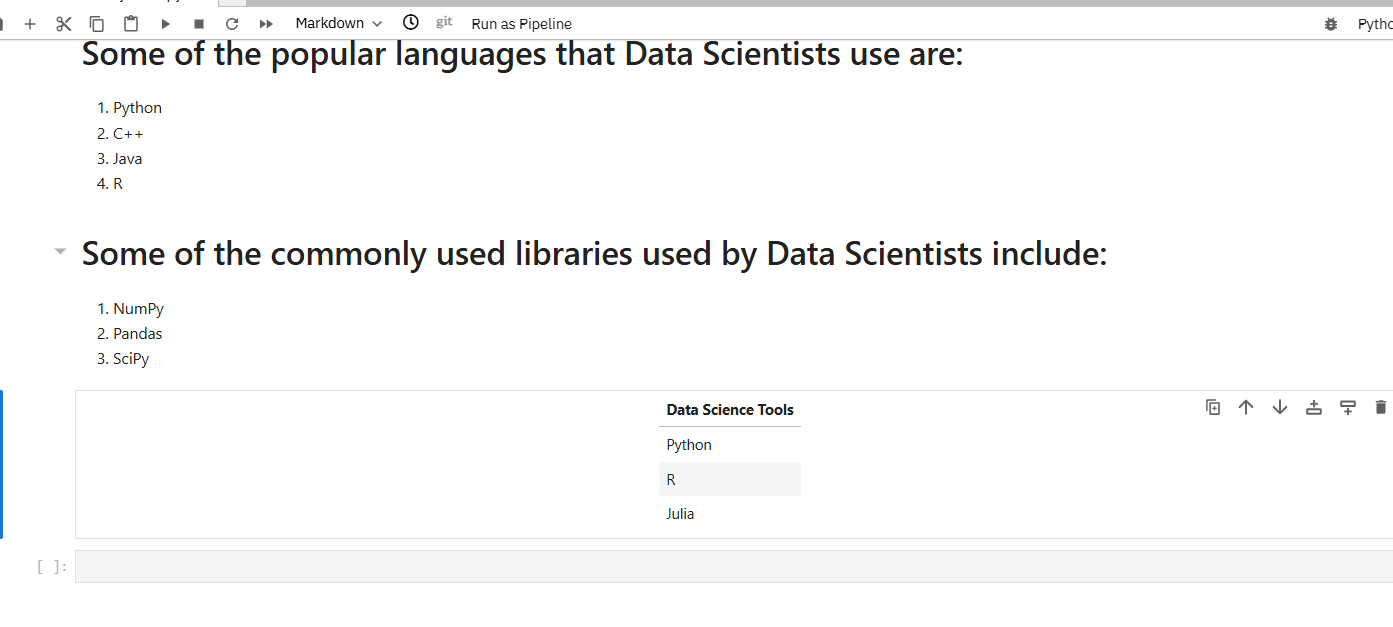 Markdown
git
Run as Pipeline
Some of the popular languages that Data Scientists use are:
1. Python
2. C++
3. Java
4. R
Some of the commonly used libraries used by Data Scientists include:
1. NumPy
2. Pandas
3. SciPy
Data Science Tools
Python
R
Julia
[ ]: